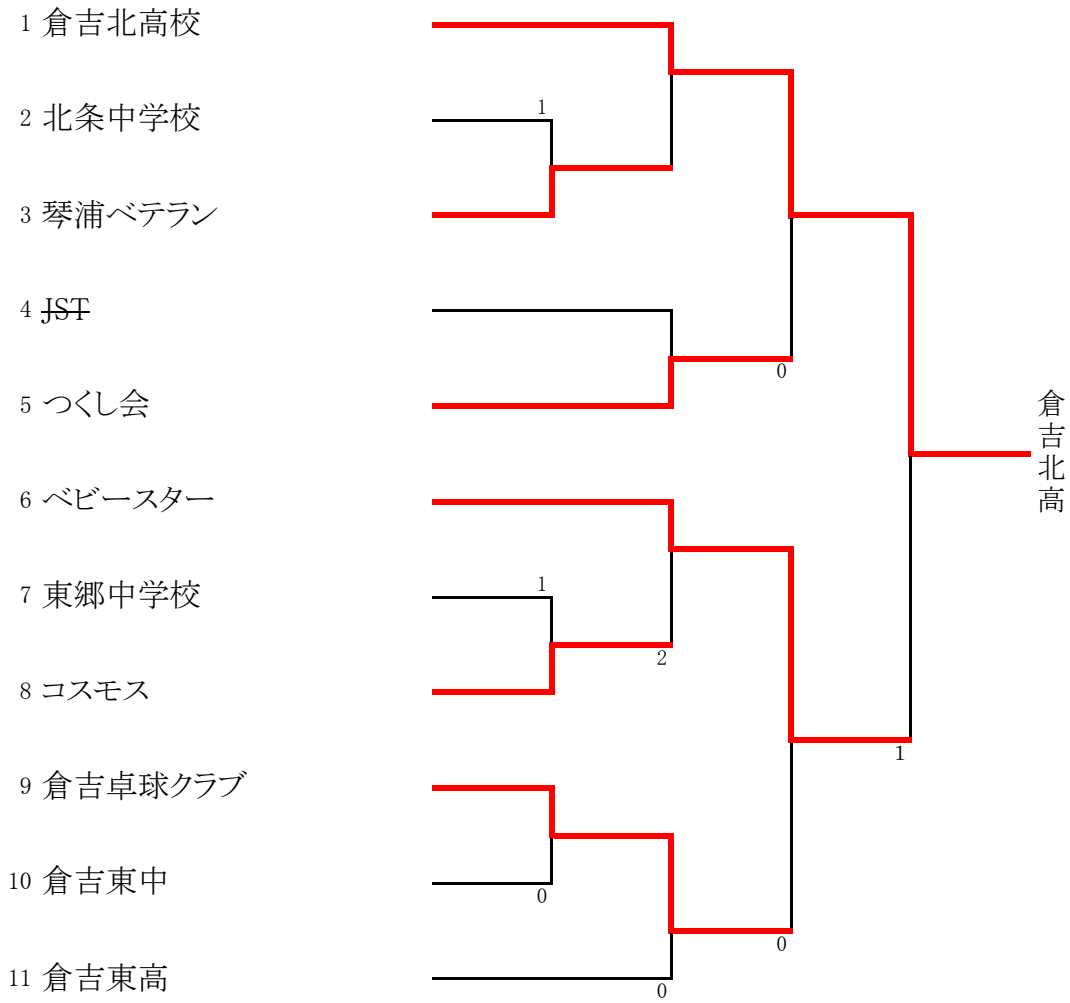 1 倉吉北高校
1
2 北条中学校
3 琴浦ベテラン
4 JST
0
5 つくし会
倉吉北高
6 ベビースター
1
7 東郷中学校
2
8 コスモス
1
9 倉吉卓球クラブ
10 倉吉東中
0
0
11 倉吉東高
0